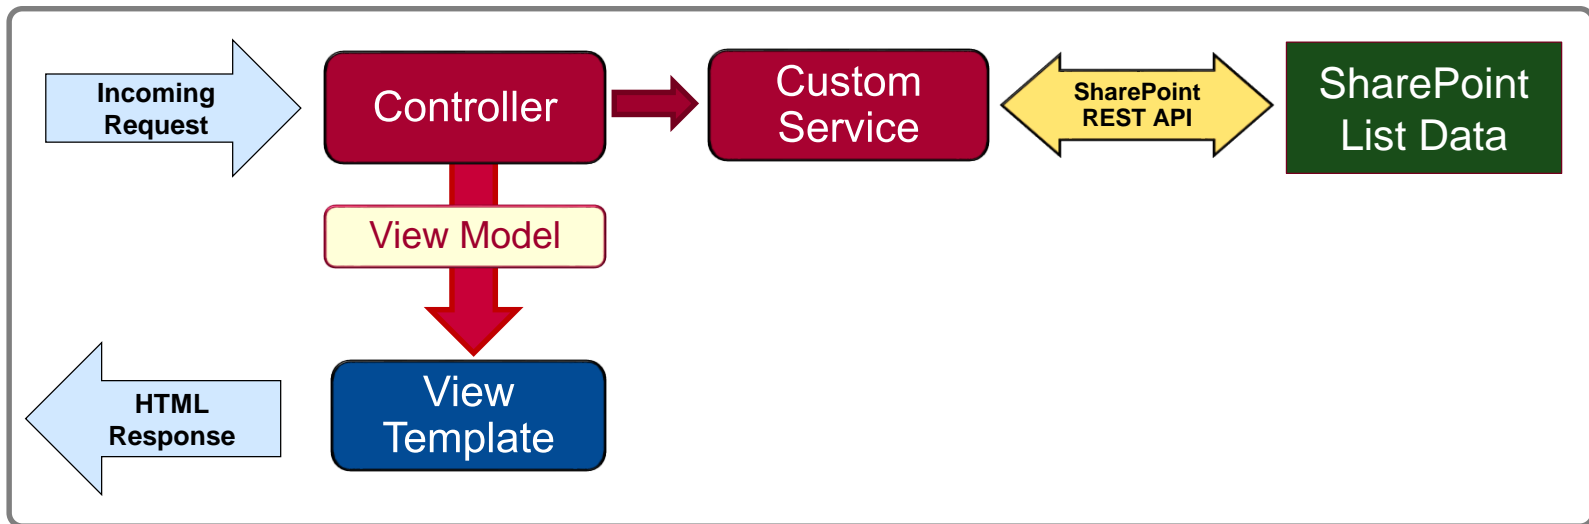 Incoming
Request
Controller
Custom
Service
SharePoint
REST API
SharePoint
List Data
View Model
View
Template
HTML
Response